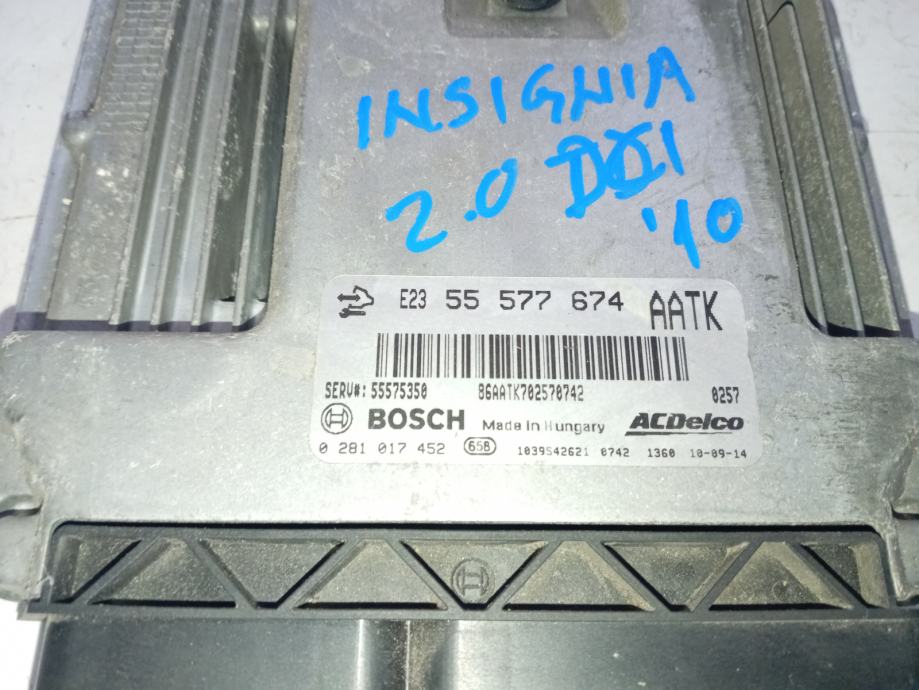 INSIGNIA
2.0 DCI '10
E23 55 577 674 AATK
SERV#: 55575350 86AATK702570742 0257
BOSCH Made in Hungary ACDelco
0 281 017 452 65B 1039S42621 0742 1360 10-09-14